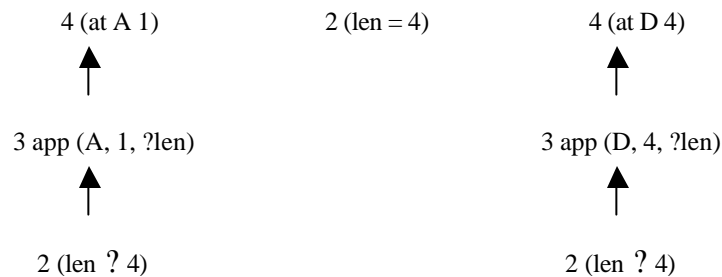 4 (at A 1) 2 (len = 4) 4 (at D 4)
3 app (A, 1, ?len) 3 app (D, 4, ?len)
2 (len ? 4) 2 (len ? 4)